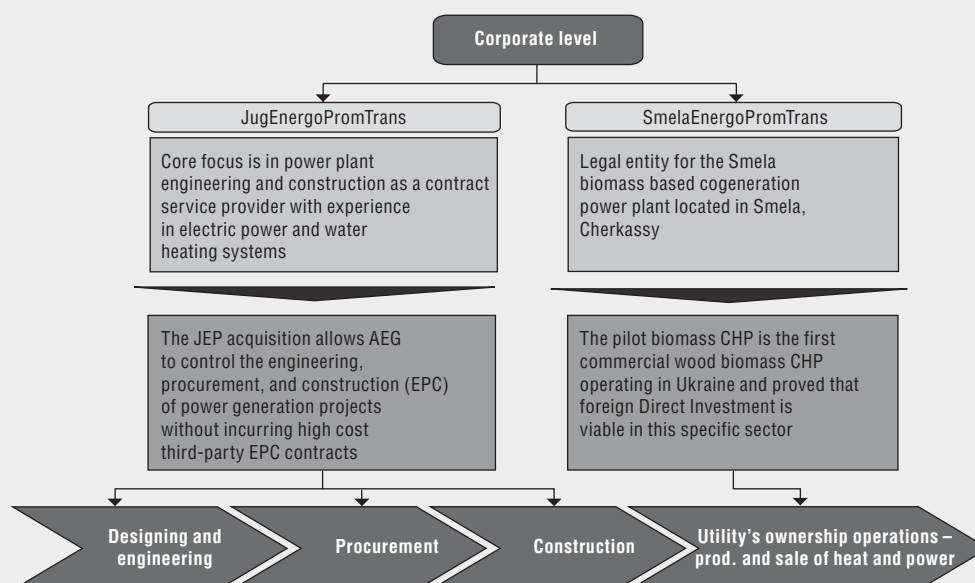 Corporate level
JugEnergoPromTrans
Core focus is in power plant
engineering and construction as a contract
service provider with experience
in electric power and water
heating systems
The JEP acquisition allows AEG
to control the engineering,
procurement, and construction (EPC)
of power generation projects
without incurring high cost
third-party EPC contracts
SmelaEnergoPromTrans
Legal entity for the Smela
biomass based cogeneration
power plant located in Smela,
Cherkassy
The pilot biomass CHP is the first
commercial wood biomass CHP
operating in Ukraine and proved that
foreign Direct Investment is
viable in this specific sector
Designing and
engineering
Procurement
Construction
Utility's ownership operations –
prod. and sale of heat and power